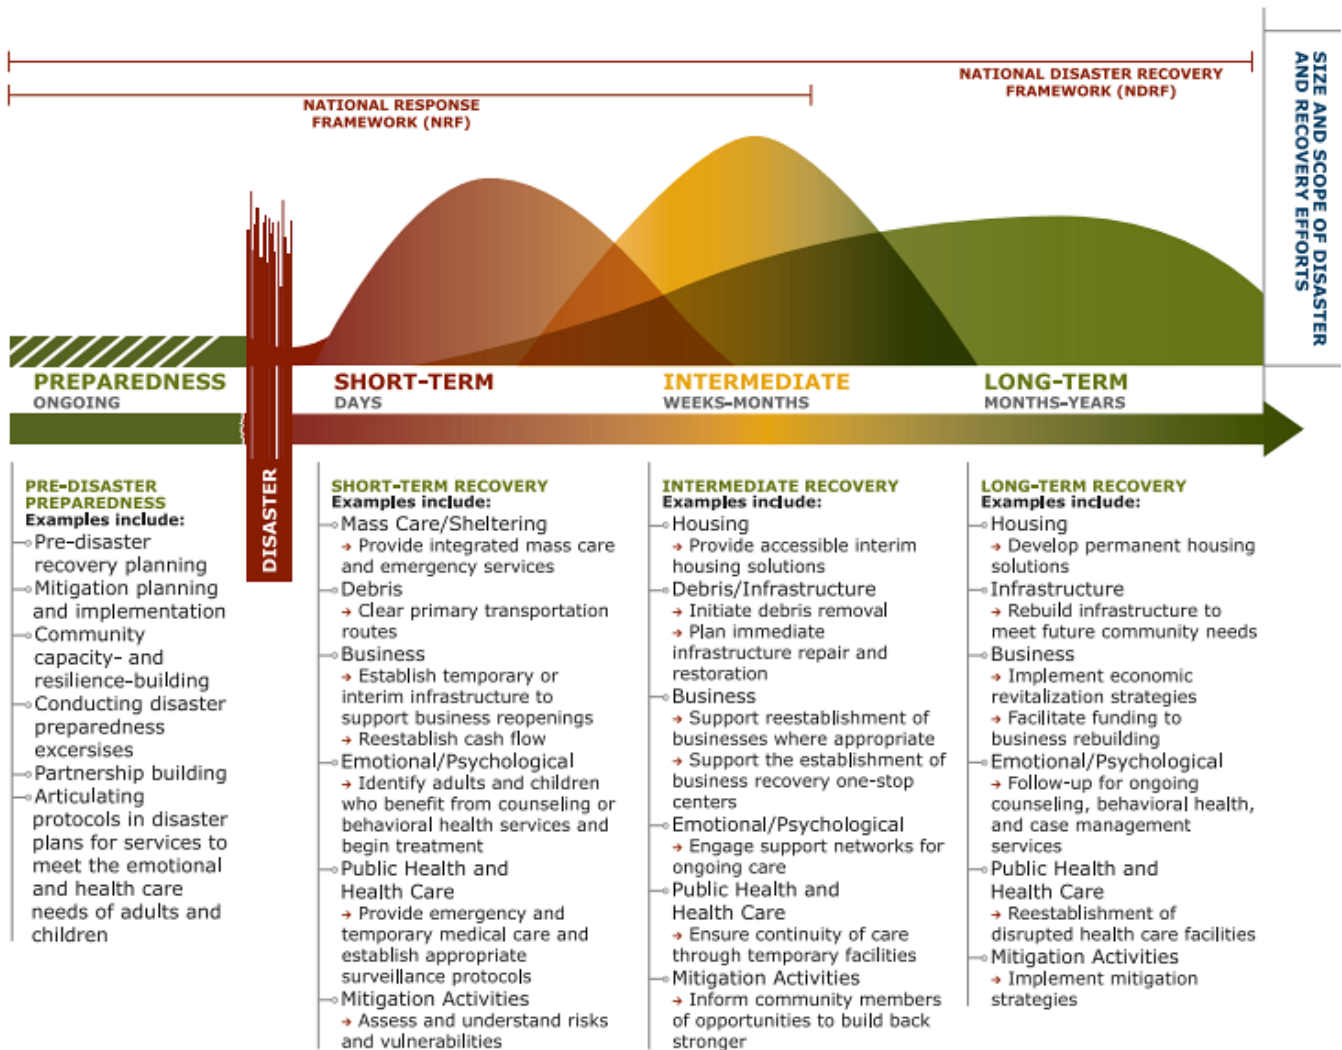 NATIONAL DISASTER RECOVERY
FRAMEWORK (NDRF)
NATIONAL RESPONSE
FRAMEWORK (NRF)
SIZE AND SCOPE OF DISASTER
AND RECOVERY EFFORTS
PREPAREDNESS
ONGOING
SHORT-TERM
DAYS
INTERMEDIATE
WEEKS-MONTHS
LONG-TERM
MONTHS-YEARS
DISASTER
PRE-DISASTER
PREPAREDNESS
Examples include:
Pre-disaster
recovery planning
Mitigation planning
and implementation
Community
capacity- and
resilience-building
Conducting disaster
preparedness
excersises
Partnership building
Articulating
protocols in disaster
plans for services to
meet the emotional
and health care
needs of adults and
children
SHORT-TERM RECOVERY
Examples include:
Mass Care/Sheltering
→ Provide integrated mass care
and emergency services
Debris
→ Clear primary transportation
routes
Business
→ Establish temporary or
interim infrastructure to
support business reopenings
→ Reestablish cash flow
Emotional/Psychological
→ Identify adults and children
who benefit from counseling or
behavioral health services and
begin treatment
Public Health and
Health Care
→ Provide emergency and
temporary medical care and
establish appropriate
surveillance protocols
Mitigation Activities
→ Assess and understand risks
and vulnerabilities
INTERMEDIATE RECOVERY
Examples include:
Housing
→ Provide accessible interim
housing solutions
Debris/Infrastructure
→ Initiate debris removal
→ Plan immediate
infrastructure repair and
restoration
Business
→ Support reestablishment of
businesses where appropriate
→ Support the establishment of
business recovery one-stop
centers
Emotional/Psychological
→ Engage support networks for
ongoing care
Public Health and
Health Care
→ Ensure continuity of care
through temporary facilities
Mitigation Activities
→ Inform community members
of opportunities to build back
stronger
LONG-TERM RECOVERY
Examples include:
Housing
→ Develop permanent housing
solutions
Infrastructure
→ Rebuild infrastructure to
meet future community needs
Business
→ Implement economic
revitalization strategies
→ Facilitate funding to
business rebuilding
Emotional/Psychological
→ Follow-up for ongoing
counseling, behavioral health,
and case management
services
Public Health and
Health Care
→ Reestablishment of
disrupted health care facilities
Mitigation Activities
→ Implement mitigation
strategies